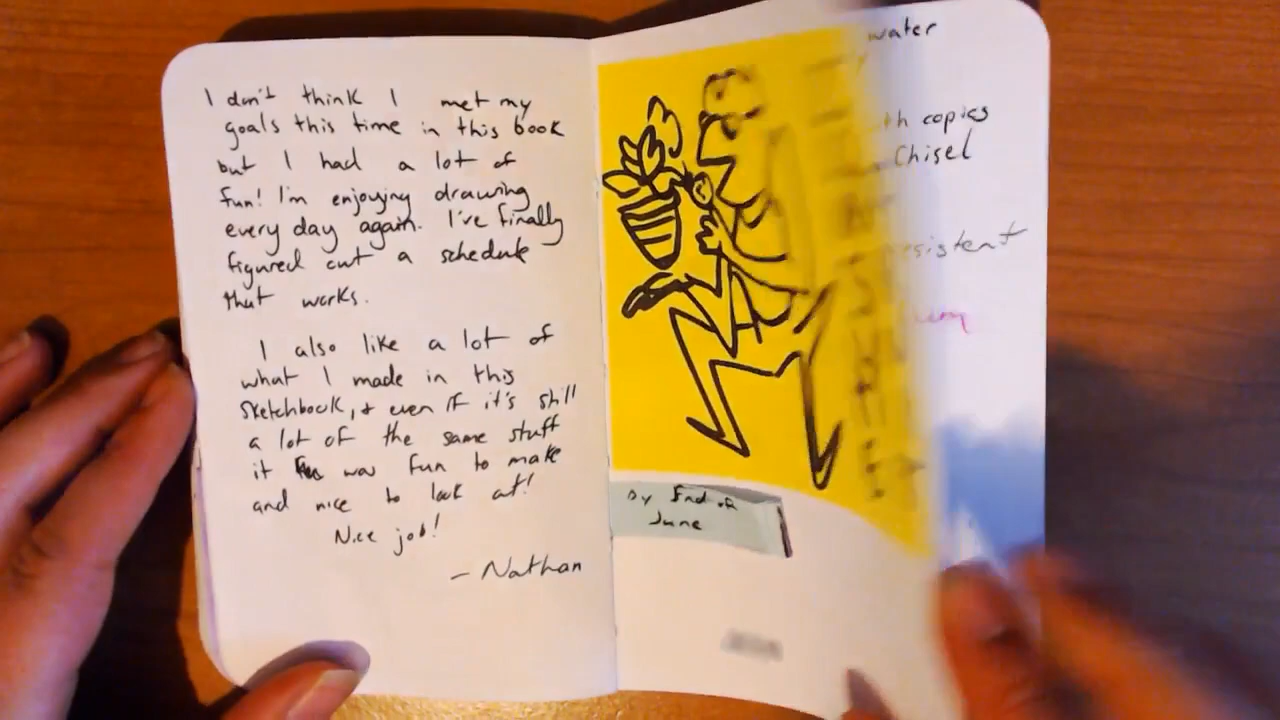 I don't think I met my
goals this time in this book
but I had a lot of
fun! I'm enjoying drawing
every day again. I've finally
figured out a schedule
that works.
I also like a lot of
what I made in this
sketchbook, & even if it's still
a lot of the same stuff
it was fun to make
and nice to look at!
Nice job!
- Nathan
by End of
June
water
copies
Chisel